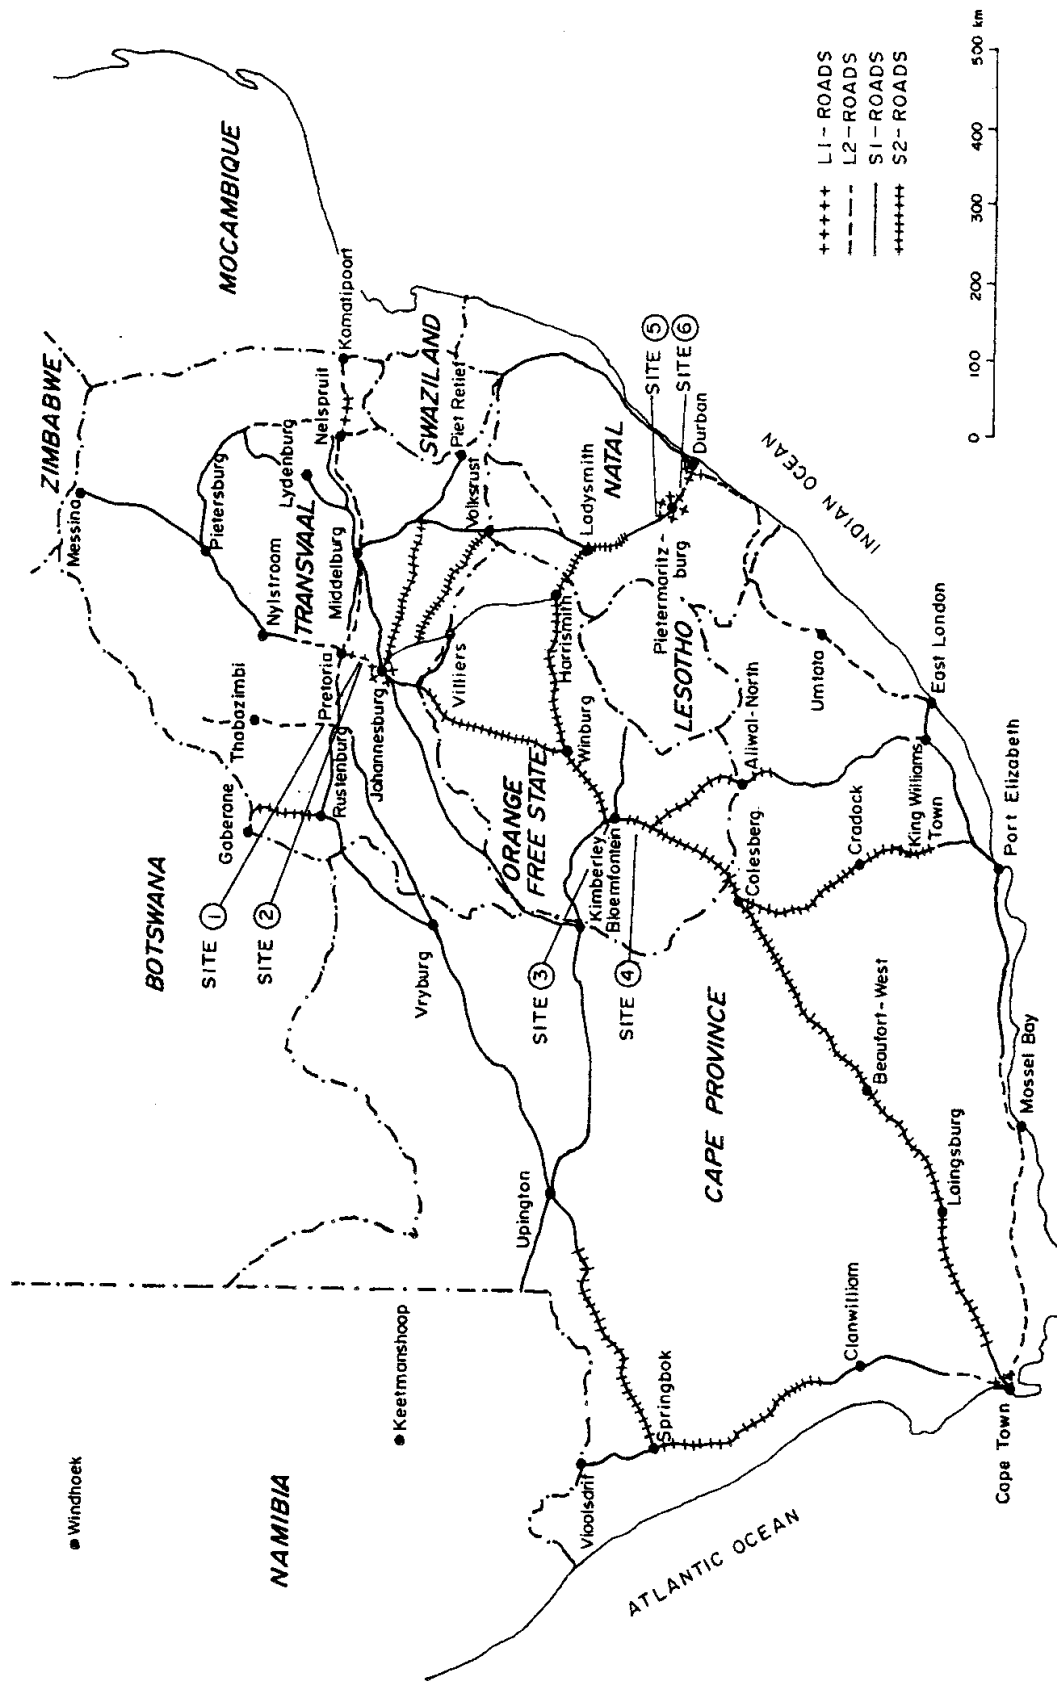 ZIMBABWE
MOCAMBIQUE
BOTSWANA
NAMIBIA
Windhoek
Keetmanshoop
Messina
Pietersburg
Nylstroom
Thabazimbi
TRANSVAAL
Lydenburg
Nelspruit
Komatipoort
Middelburg
Pretoria
Rustenburg
Gaberone
Johannesburg
SWAZILAND
Piet Retief
Volksrust
Villiers
SITE 1
SITE 2
Vryburg
ORANGE
FREE STATE
Harrismith
Ladysmith
NATAL
Winburg
SITE 5
SITE 6
Pietermaritz-
burg
Durban
LESOTHO
Kimberley
Bloemfontein
SITE 3
SITE 4
Upington
Aliwal-North
Colesberg
Umtata
Cradock
King Williams
Town
East London
Port Elizabeth
INDIAN OCEAN
CAPE PROVINCE
Beaufort-West
Laingsburg
Mossel Bay
Vioolsdrif
Springbok
Clanwilliam
Cape Town
ATLANTIC OCEAN
L1-ROADS
L2-ROADS
S1-ROADS
S2-ROADS
0 100 200 300 400 500 km